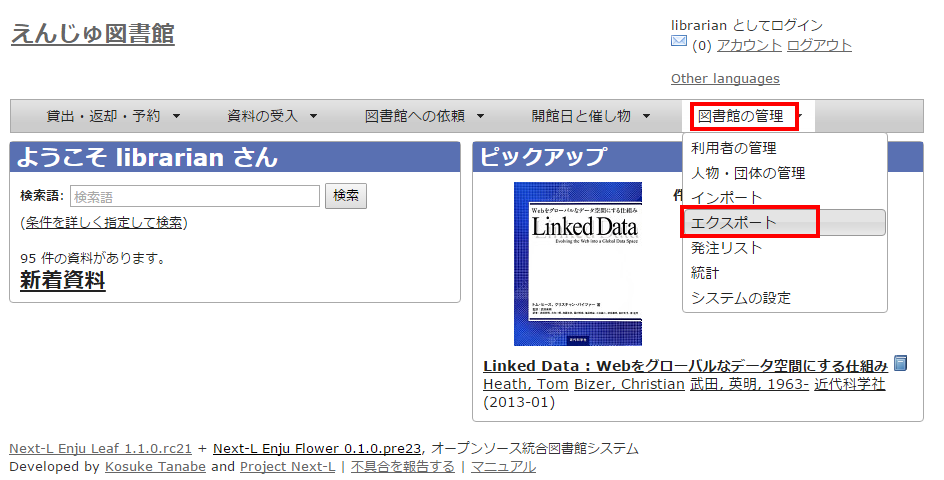 えんじゅ図書館
librarian としてログイン
(0) アカウント ログアウト
Other languages
貸出・返却・予約 資料の受入 図書館への依頼 開館日と催し物 図書館の管理
利用者の管理
人物・団体の管理
インポート
エクスポート
発注リスト
統計
システムの設定
ようこそ librarian さん
検索語: 検索語 検索
(条件を詳しく指定して検索)
95 件の資料があります。
新着資料
ピックアップ
Webをグローバルなデータ空間にする仕組み
Linked Data
Evolving the Web into a Global Data Space
トム・ヒース、クリスチャン・バイツァー 著
近代科学社
Linked Data : Webをグローバルなデータ空間にする仕組み
Heath, Tom Bizer, Christian 武田, 英明, 1963- 近代科学社
(2013-01)
Next-L Enju Leaf 1.1.0.rc21 + Next-L Enju Flower 0.1.0.pre23, オープンソース統合図書館システム
Developed by Kosuke Tanabe and Project Next-L | 不具合を報告する | マニュアル